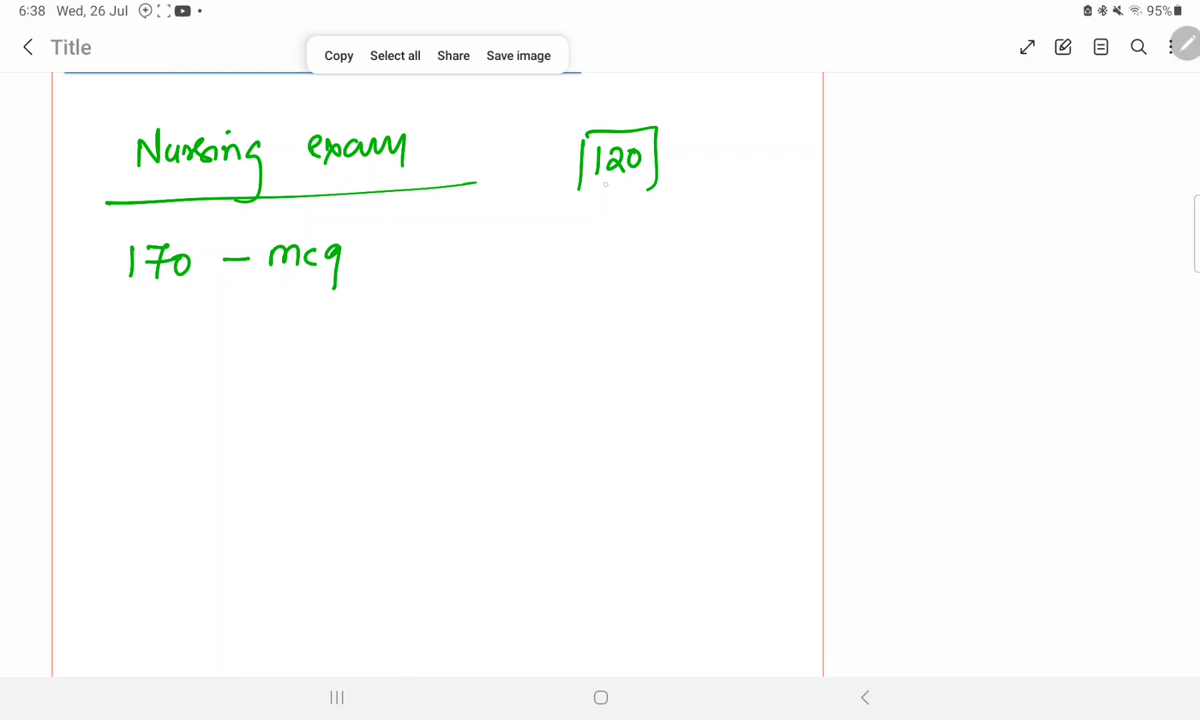 6:38 Wed, 26 Jul 95%
Title
Copy Select all Share Save image
Nursing exam 120
170 - mcq